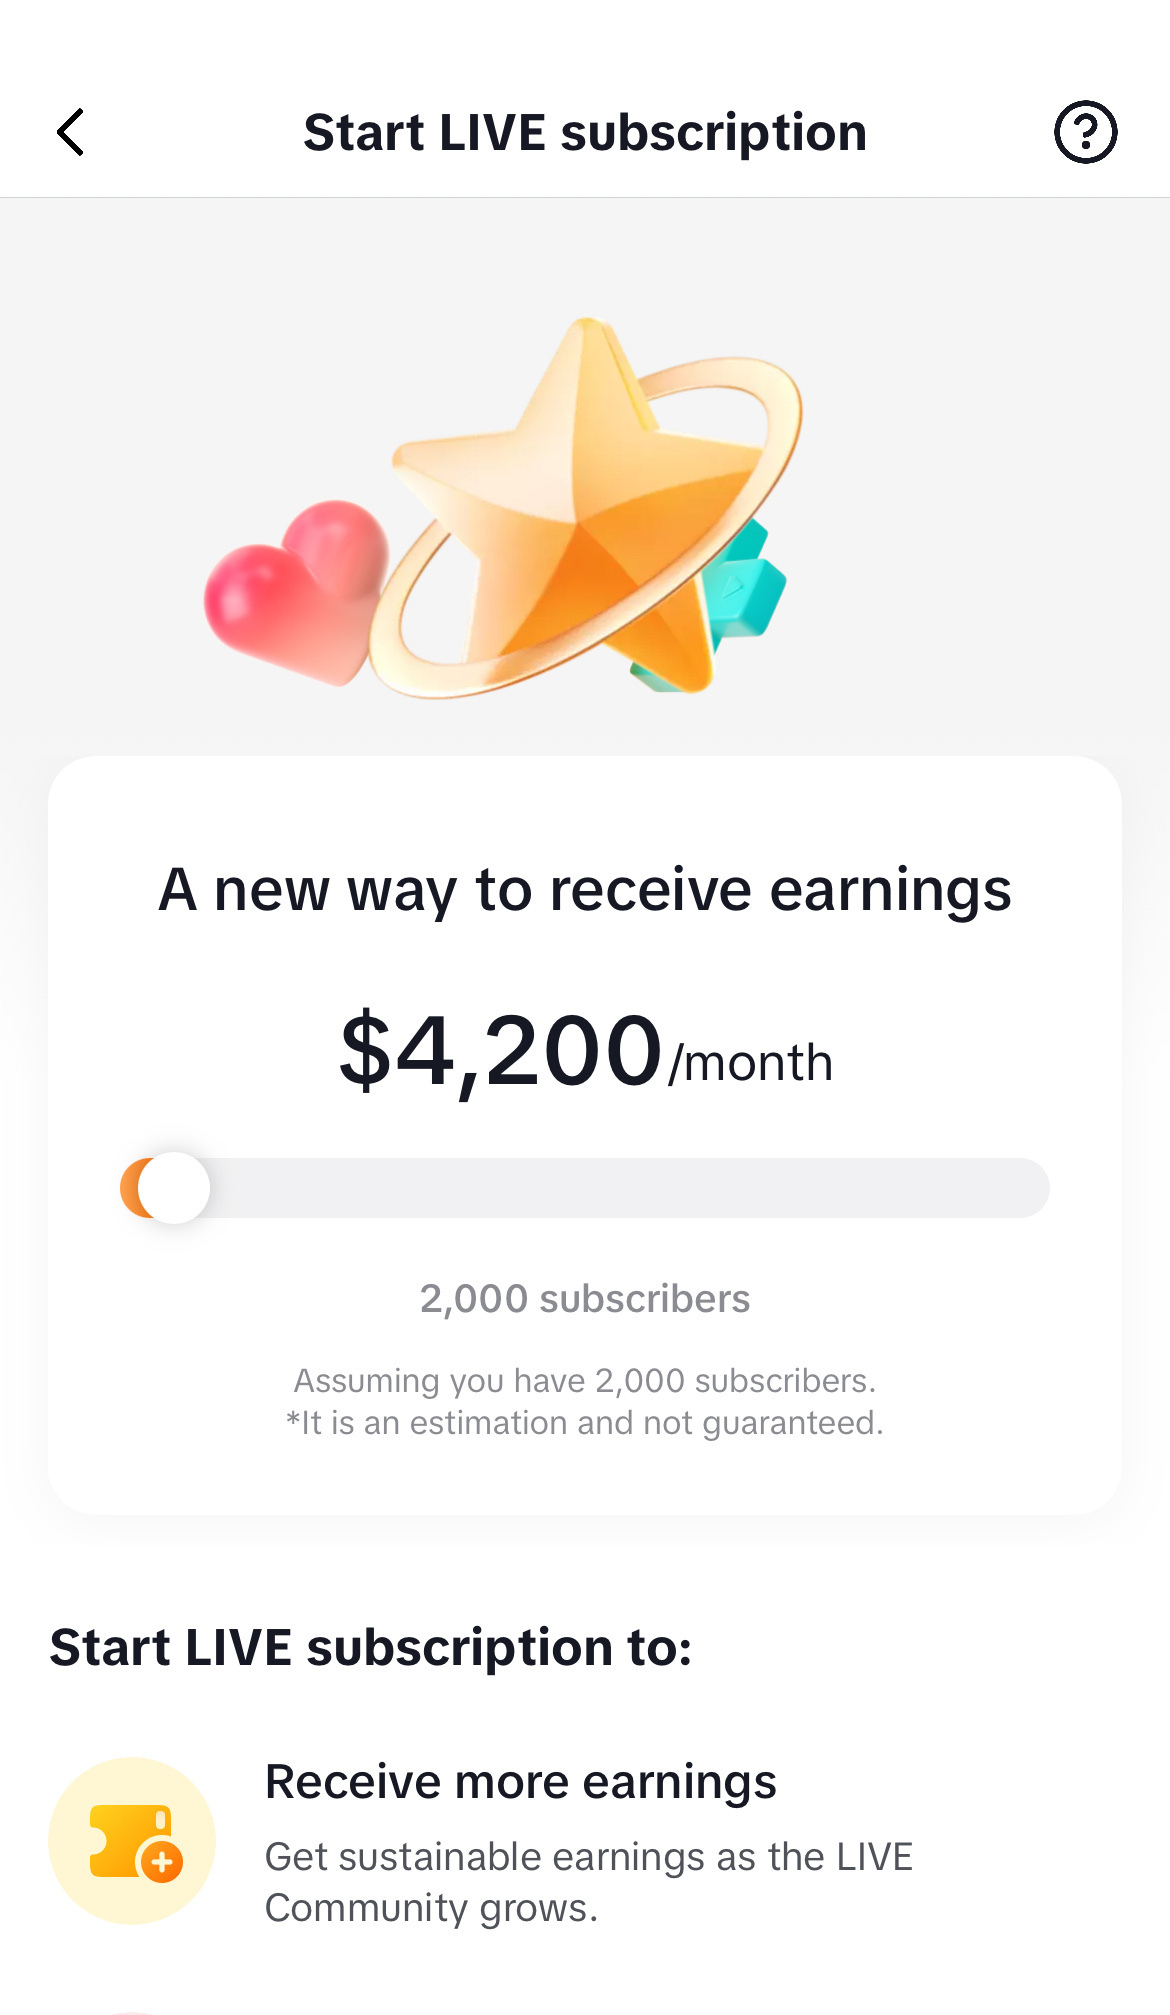 Start LIVE subscription
A new way to receive earnings
$4,200/month
2,000 subscribers
Assuming you have 2,000 subscribers.
*It is an estimation and not guaranteed.
Start LIVE subscription to:
Receive more earnings
Get sustainable earnings as the LIVE
Community grows.